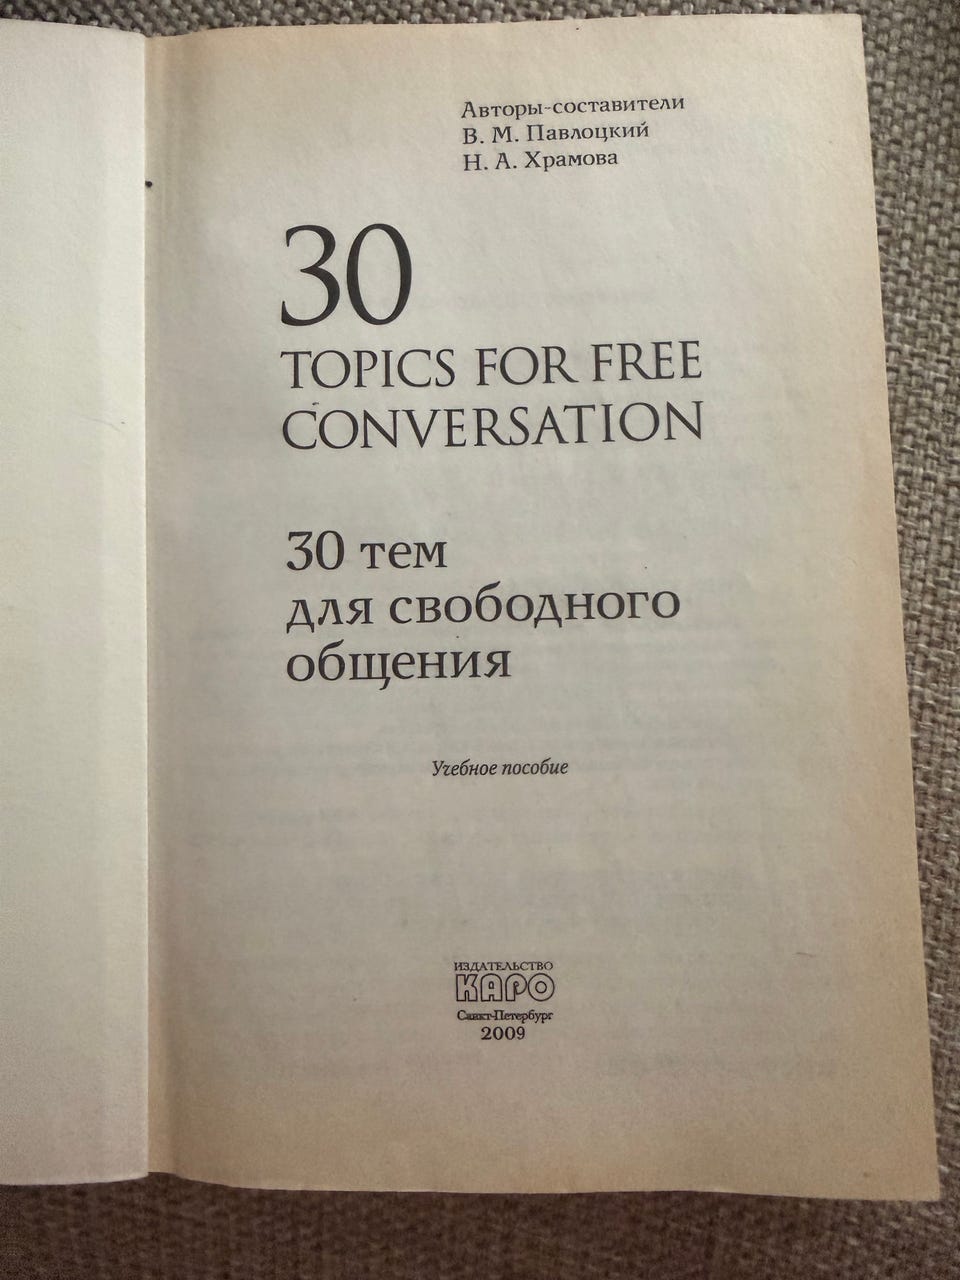 Авторы-составители
В. М. Павлоцкий
Н. А. Храмова
30
TOPICS FOR FREE
CONVERSATION
30 тем
для свободного
общения
Учебное пособие
ИЗДАТЕЛЬСТВО
КАРО
Санкт-Петербург
2009